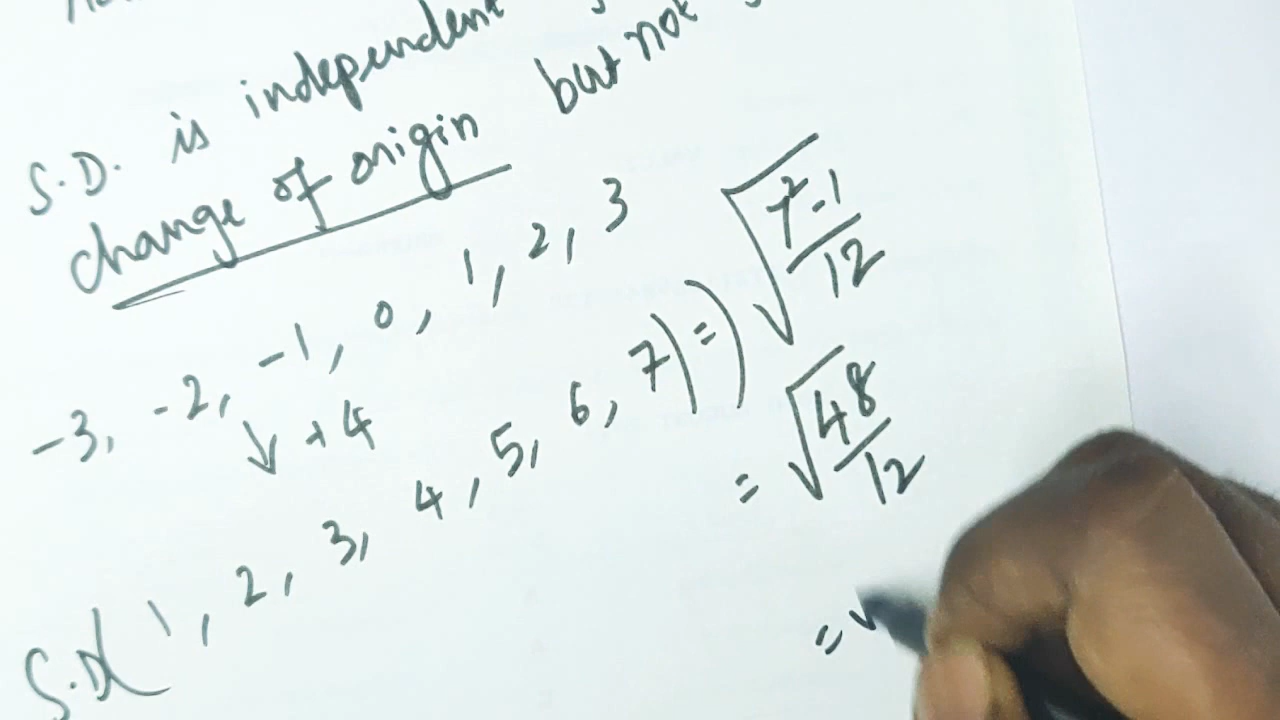 S.D. is independent
change of origin but not
-3, -2, -1, 0, 1, 2, 3
↓ + 4
S.D( 1, 2, 3, 4, 5, 6, 7) = ) √(7²-1/12)
= √(48/12)
= √